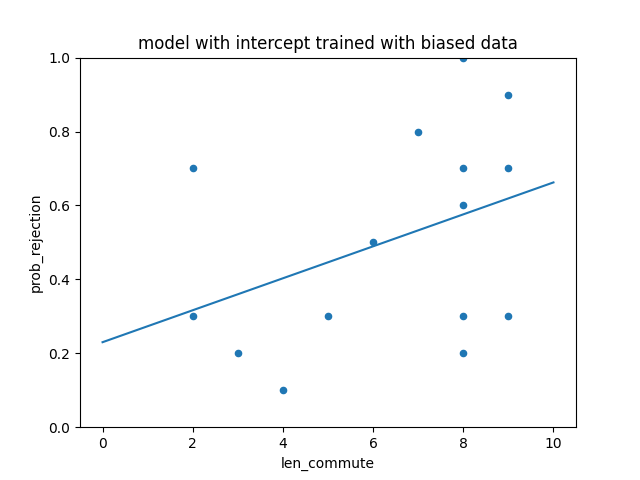 model with intercept trained with biased data
1.0
0.8
0.6
0.4
0.2
0.0
prob_rejection
0 2 4 6 8 10
len_commute